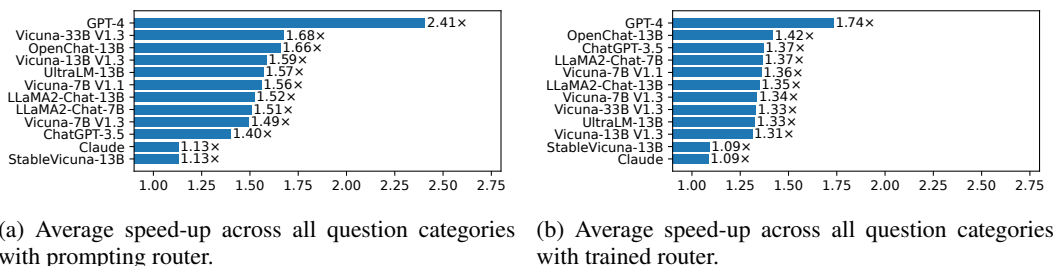 GPT-4 2.41×
Vicuna-33B V1.3 1.68×
OpenChat-13B 1.66×
Vicuna-13B V1.3 1.59×
UltraLM-13B 1.57×
Vicuna-7B V1.1 1.56×
LLaMA2-Chat-13B 1.52×
LLaMA2-Chat-7B 1.51×
Vicuna-7B V1.3 1.49×
ChatGPT-3.5 1.40×
Claude 1.13×
StableVicuna-13B 1.13×
1.00 1.25 1.50 1.75 2.00 2.25 2.50 2.75
(a) Average speed-up across all question categories
with prompting router.
GPT-4 1.74×
OpenChat-13B 1.42×
ChatGPT-3.5 1.37×
LLaMA2-Chat-7B 1.37×
Vicuna-7B V1.1 1.36×
LLaMA2-Chat-13B 1.35×
Vicuna-7B V1.3 1.34×
Vicuna-33B V1.3 1.33×
UltraLM-13B 1.33×
Vicuna-13B V1.3 1.31×
StableVicuna-13B 1.09×
Claude 1.09×
1.00 1.25 1.50 1.75 2.00 2.25 2.50 2.75
(b) Average speed-up across all question categories
with trained router.